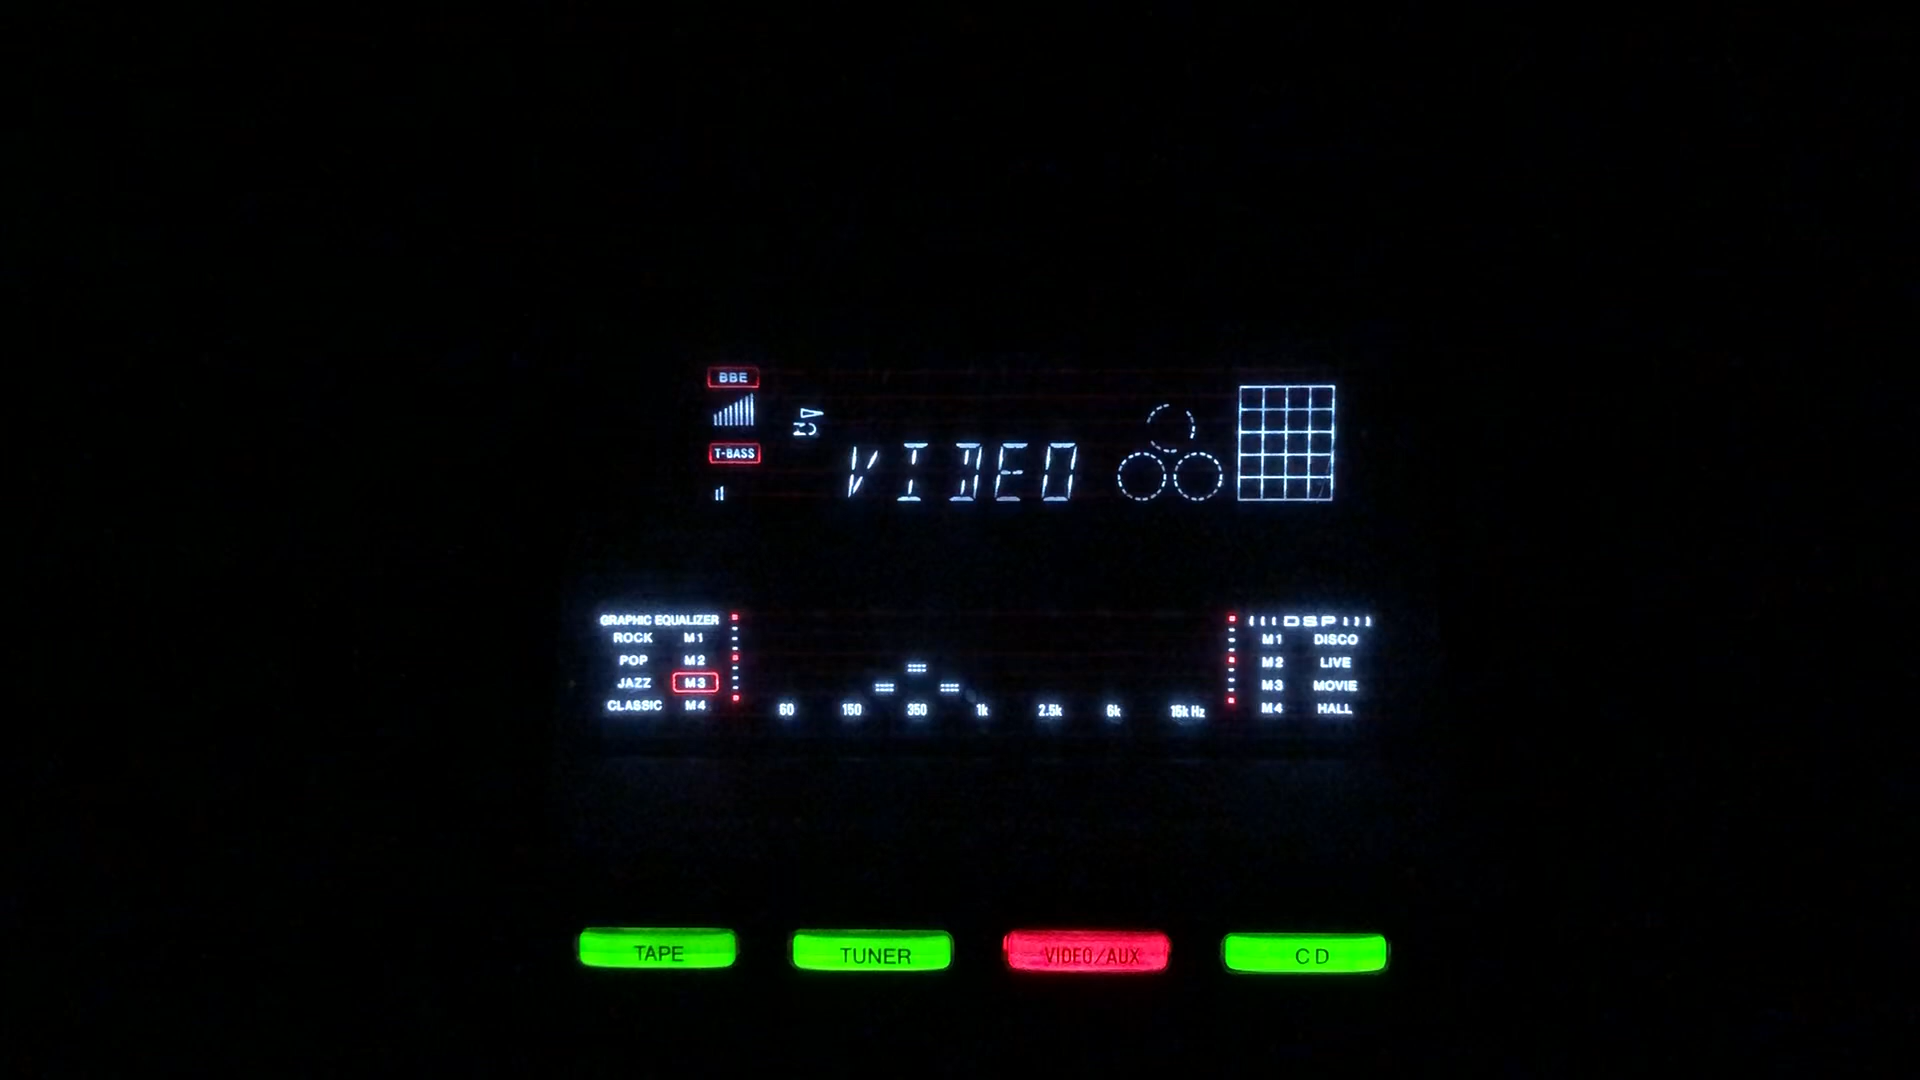 BBE
T-BASS
VIDEO
GRAPHIC EQUALIZER
ROCK M1
POP M2
JAZZ M3
CLASSIC M4
60 150 350 1k 2.5k 6k 16k Hz
DSP
M1 DISCO
M2 LIVE
M3 MOVIE
M4 HALL
TAPE
TUNER
VIDEO/AUX
CD